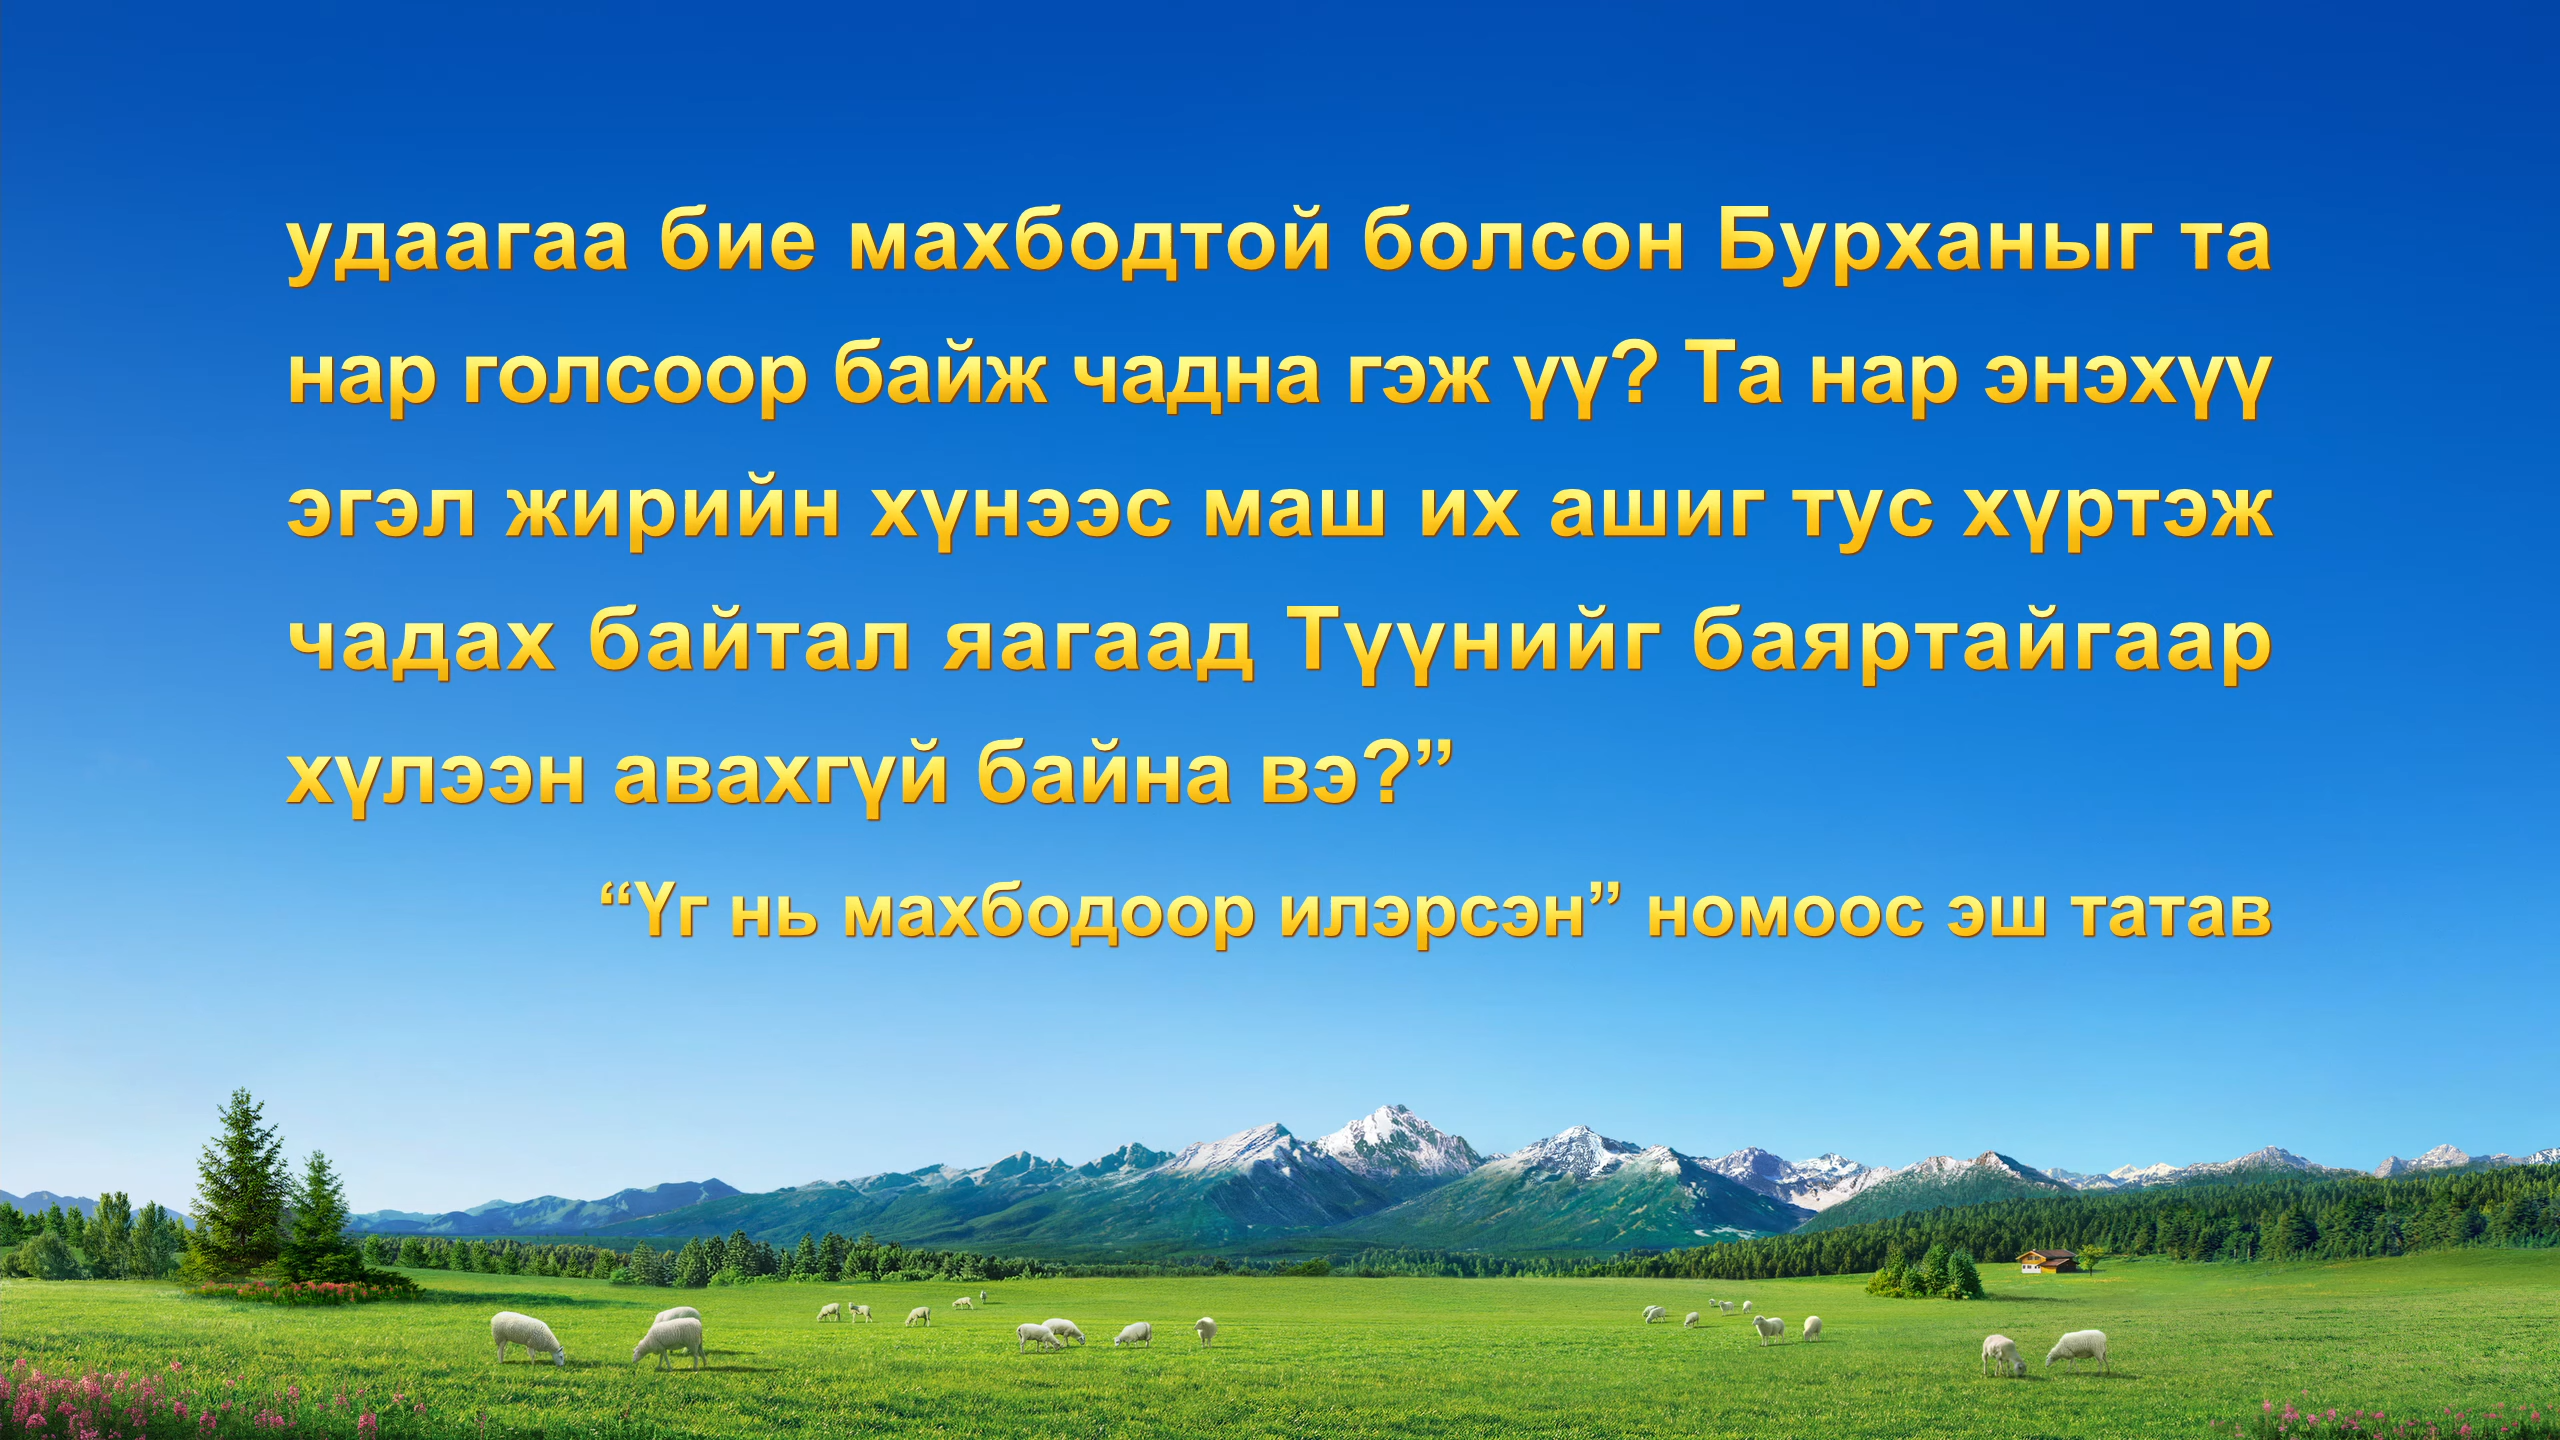 удаагаа бие махбодтой болсон Бурханыг та
нар голсоор байж чадна гэж үү? Та нар энэхүү
эгэл жирийн хүнээс маш их ашиг тус хүртэж
чадах байтал яагаад Түүнийг баяртайгаар
хүлээн авахгүй байна вэ?”
“Үг нь махбодоор илэрсэн” номоос эш татав